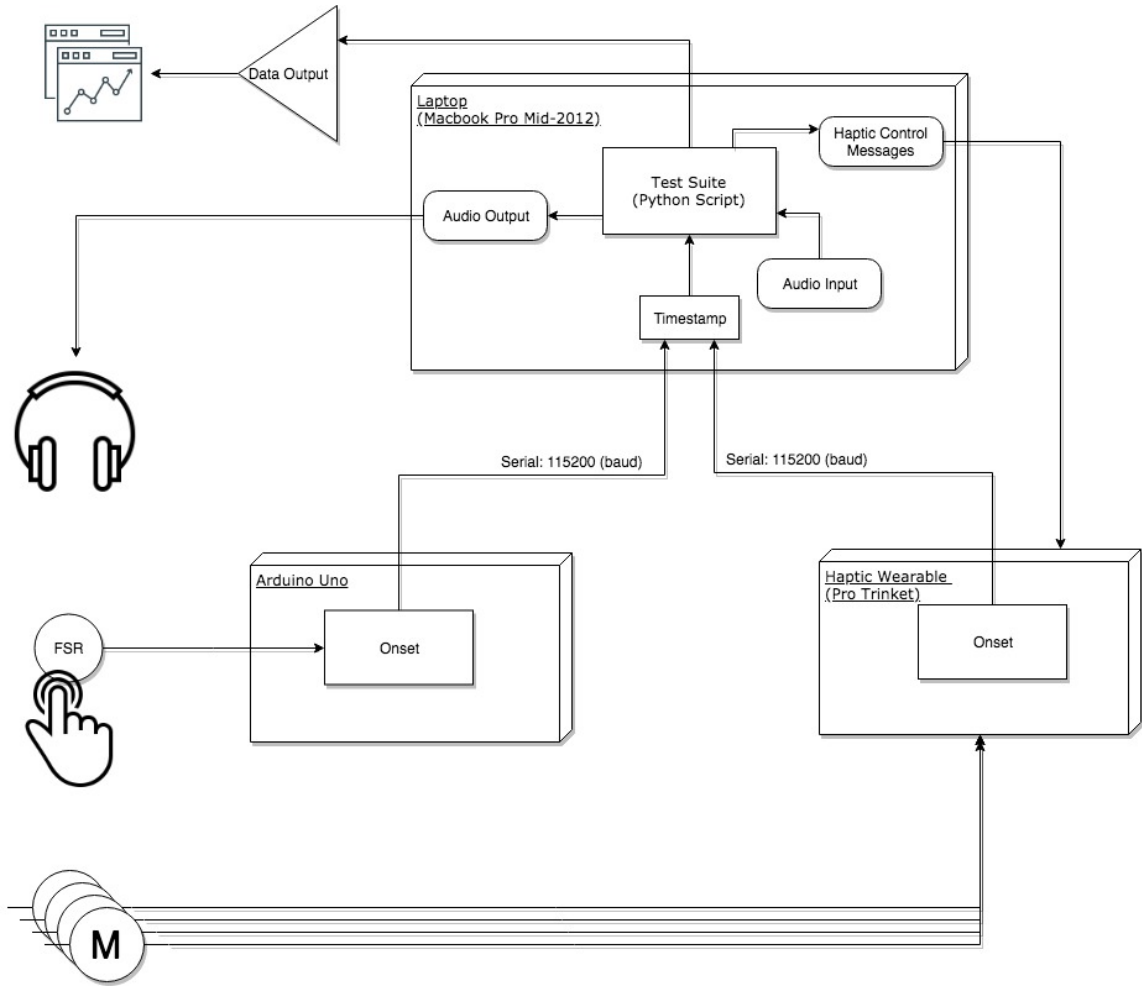 Data Output
Laptop
(Macbook Pro Mid-2012)
Haptic Control
Messages
Test Suite
(Python Script)
Audio Output
Audio Input
Timestamp
Serial: 115200 (baud)
Serial: 115200 (baud)
Arduino Uno
Haptic Wearable
(Pro Trinket)
FSR
Onset
Onset
M